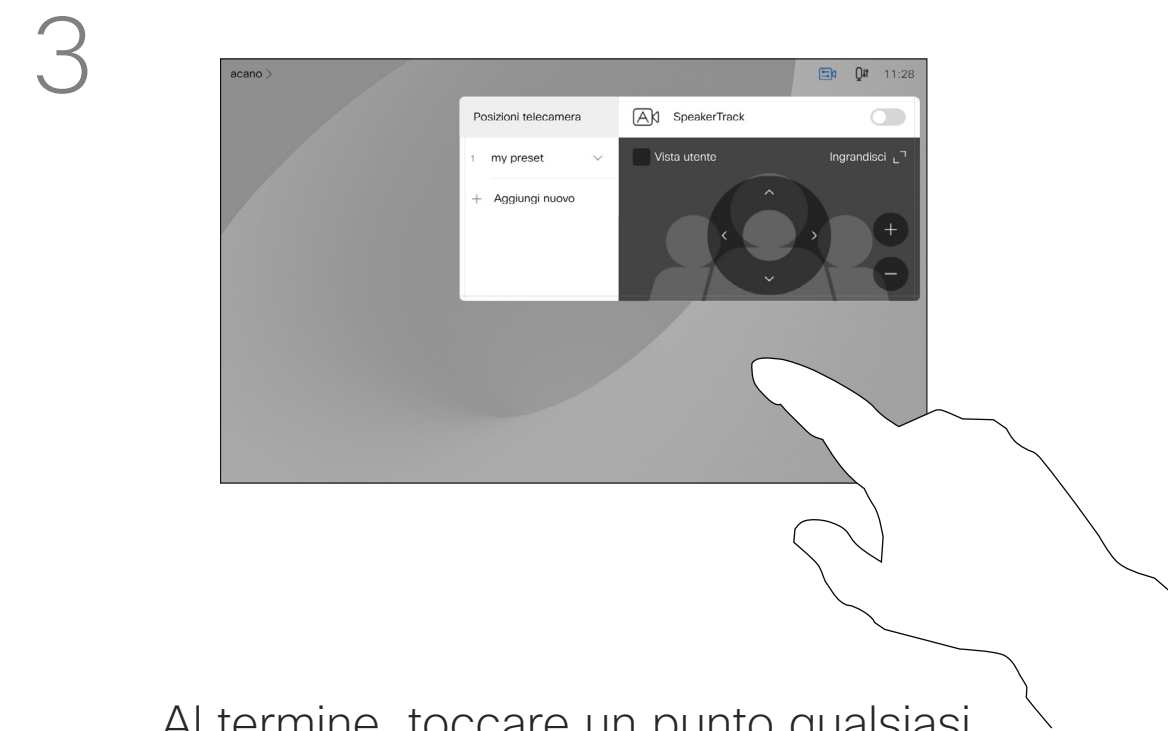 3
acano >
11:28
Posizioni telecamera
SpeakerTrack
1 my preset
Vista utente
Ingrandisci
+ Aggiungi nuovo
Al termine, toccare un punto qualsiasi